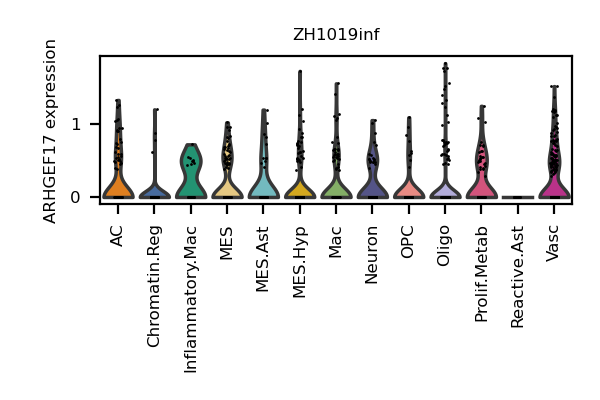 ZH1019inf
ARHGEF17 expression
1
0
AC
Chromatin.Reg
Inflammatory.Mac
MES
MES.Ast
MES.Hyp
Mac
Neuron
OPC
Oligo
Prolif.Metab
Reactive.Ast
Vasc